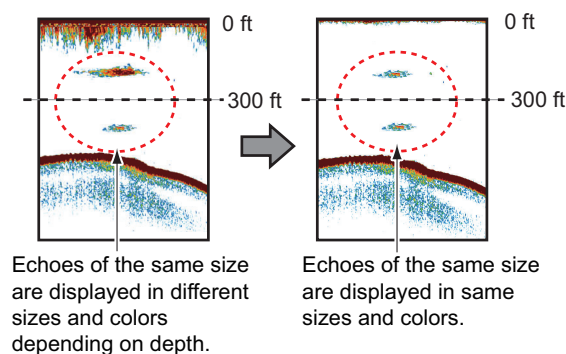 0 ft
300 ft
0 ft
300 ft
Echoes of the same size
are displayed in different
sizes and colors
depending on depth.
Echoes of the same size
are displayed in same
sizes and colors.